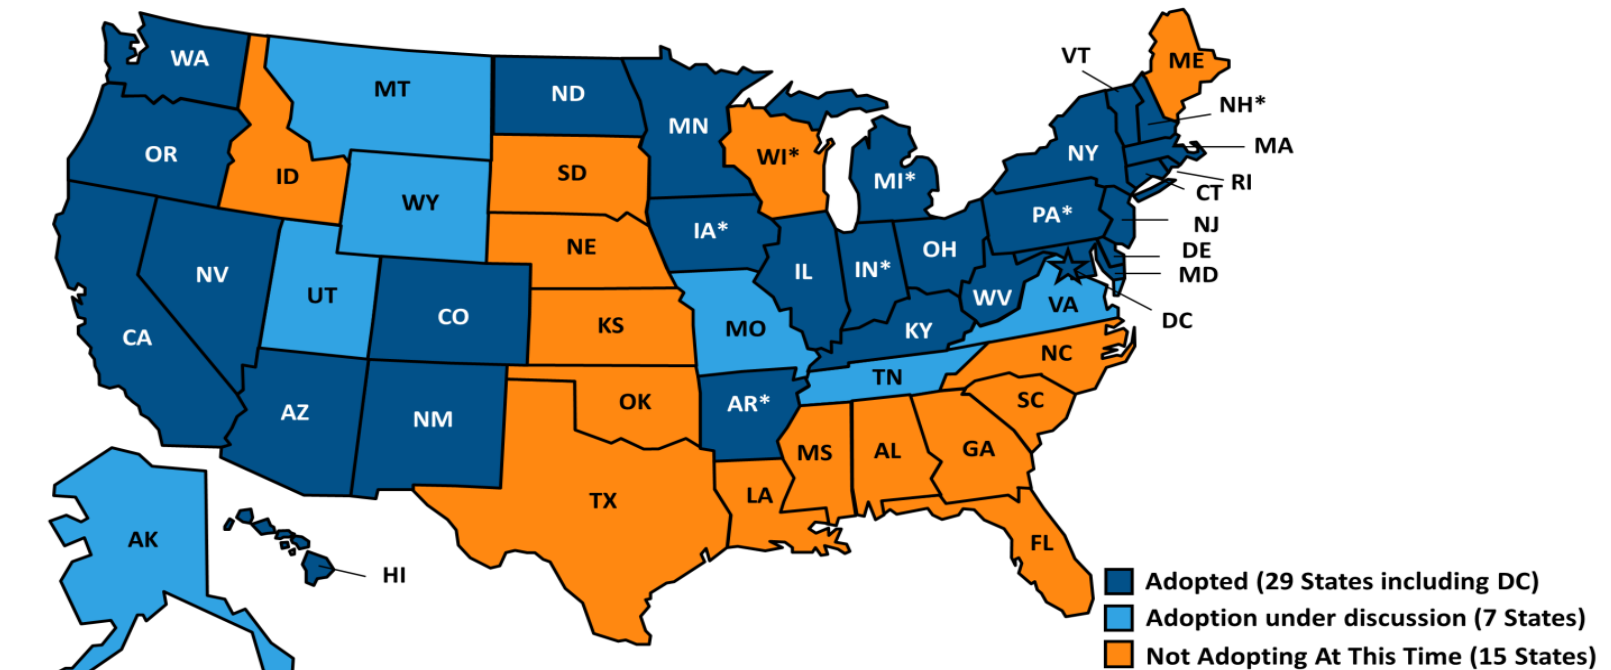 WA
VT
ME
MT
ND
NH*
MN
MA
OR
NY
WI*
ID
SD
MI*
RI
CT
WY
PA*
NJ
IA*
NE
OH
DE
NV
IL
IN*
MD
UT
WV
VA
CO
DC
KS
MO
KY
CA
NC
TN
OK
AR*
SC
AZ
NM
MS
AL
GA
LA
TX
AK
FL
HI
Adopted (29 States including DC)
Adoption under discussion (7 States)
Not Adopting At This Time (15 States)